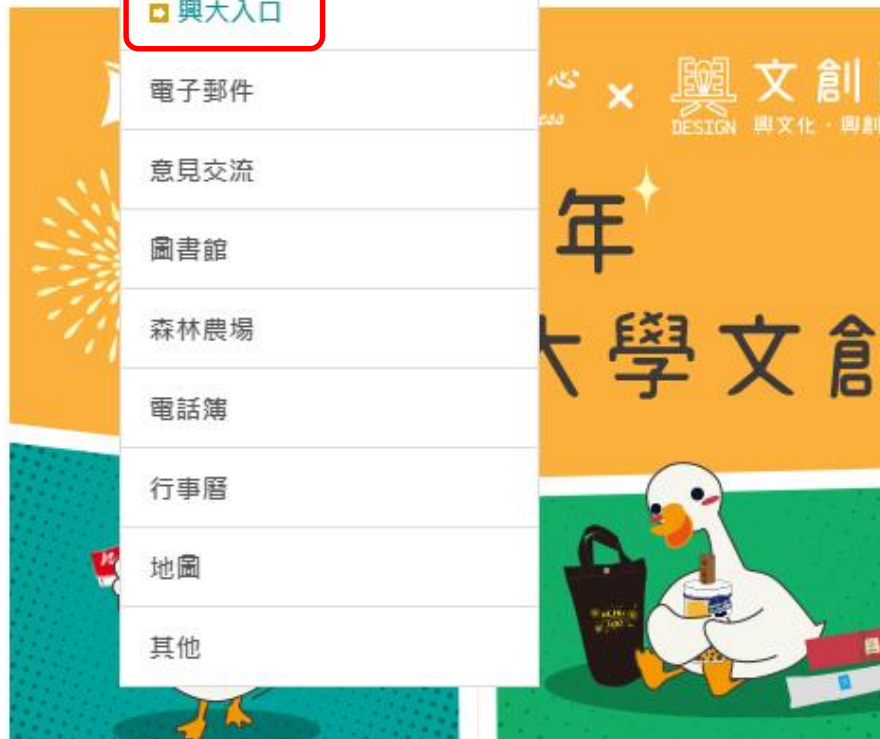 興大入口
電子郵件
意見交流
圖書館
森林農場
電話簿
行事曆
地圖
其他
心 × 興 文創
DESIGN 興文化·興創
年
大學文創